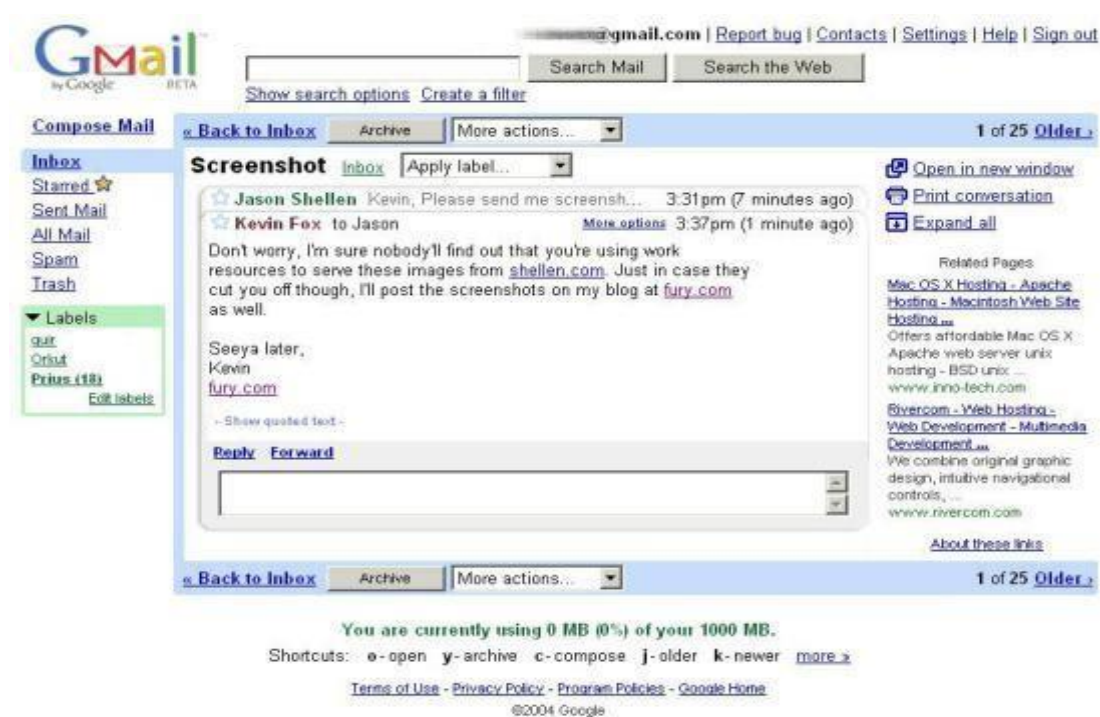 GMail
by Google BETA
@gmail.com | Report bug | Contacts | Settings | Help | Sign out
Search Mail Search the Web
Show search options Create a filter
Compose Mail
Inbox
Starred
Sent Mail
All Mail
Spam
Trash
Labels
Orkut
Prius (18)
Edit labels
« Back to Inbox Archive More actions... 1 of 25 Older ›
Screenshot Inbox Apply label...
Jason Shellen Kevin, Please send me screensh... 3:31pm (7 minutes ago)
Kevin Fox to Jason More options 3:37pm (1 minute ago)
Don't worry, I'm sure nobody'll find out that you're using work
resources to serve these images from shellen.com. Just in case they
cut you off though, I'll post the screenshots on my blog at fury.com
as well.
Seeya later,
Kevin
fury.com
- Show quoted text -
Reply Forward
Open in new window
Print conversation
Expand all
Related Pages
Mac OS X Hosting - Apache
Hosting - Macintosh Web Site
Hosting ...
Offers affordable Mac OS X
Apache web server unix
hosting - BSD unix ...
www.inno-tech.com
Rivercom - Web Hosting -
Web Development - Multimedia
Development ...
We combine original graphic
design, intuitive navigational
controls, ...
www.rivercom.com
About these links
« Back to Inbox Archive More actions... 1 of 25 Older ›
You are currently using 0 MB (0%) of your 1000 MB.
Shortcuts: o - open y - archive c - compose j - older k - newer more »
Terms of Use - Privacy Policy - Program Policies - Google Home
©2004 Google